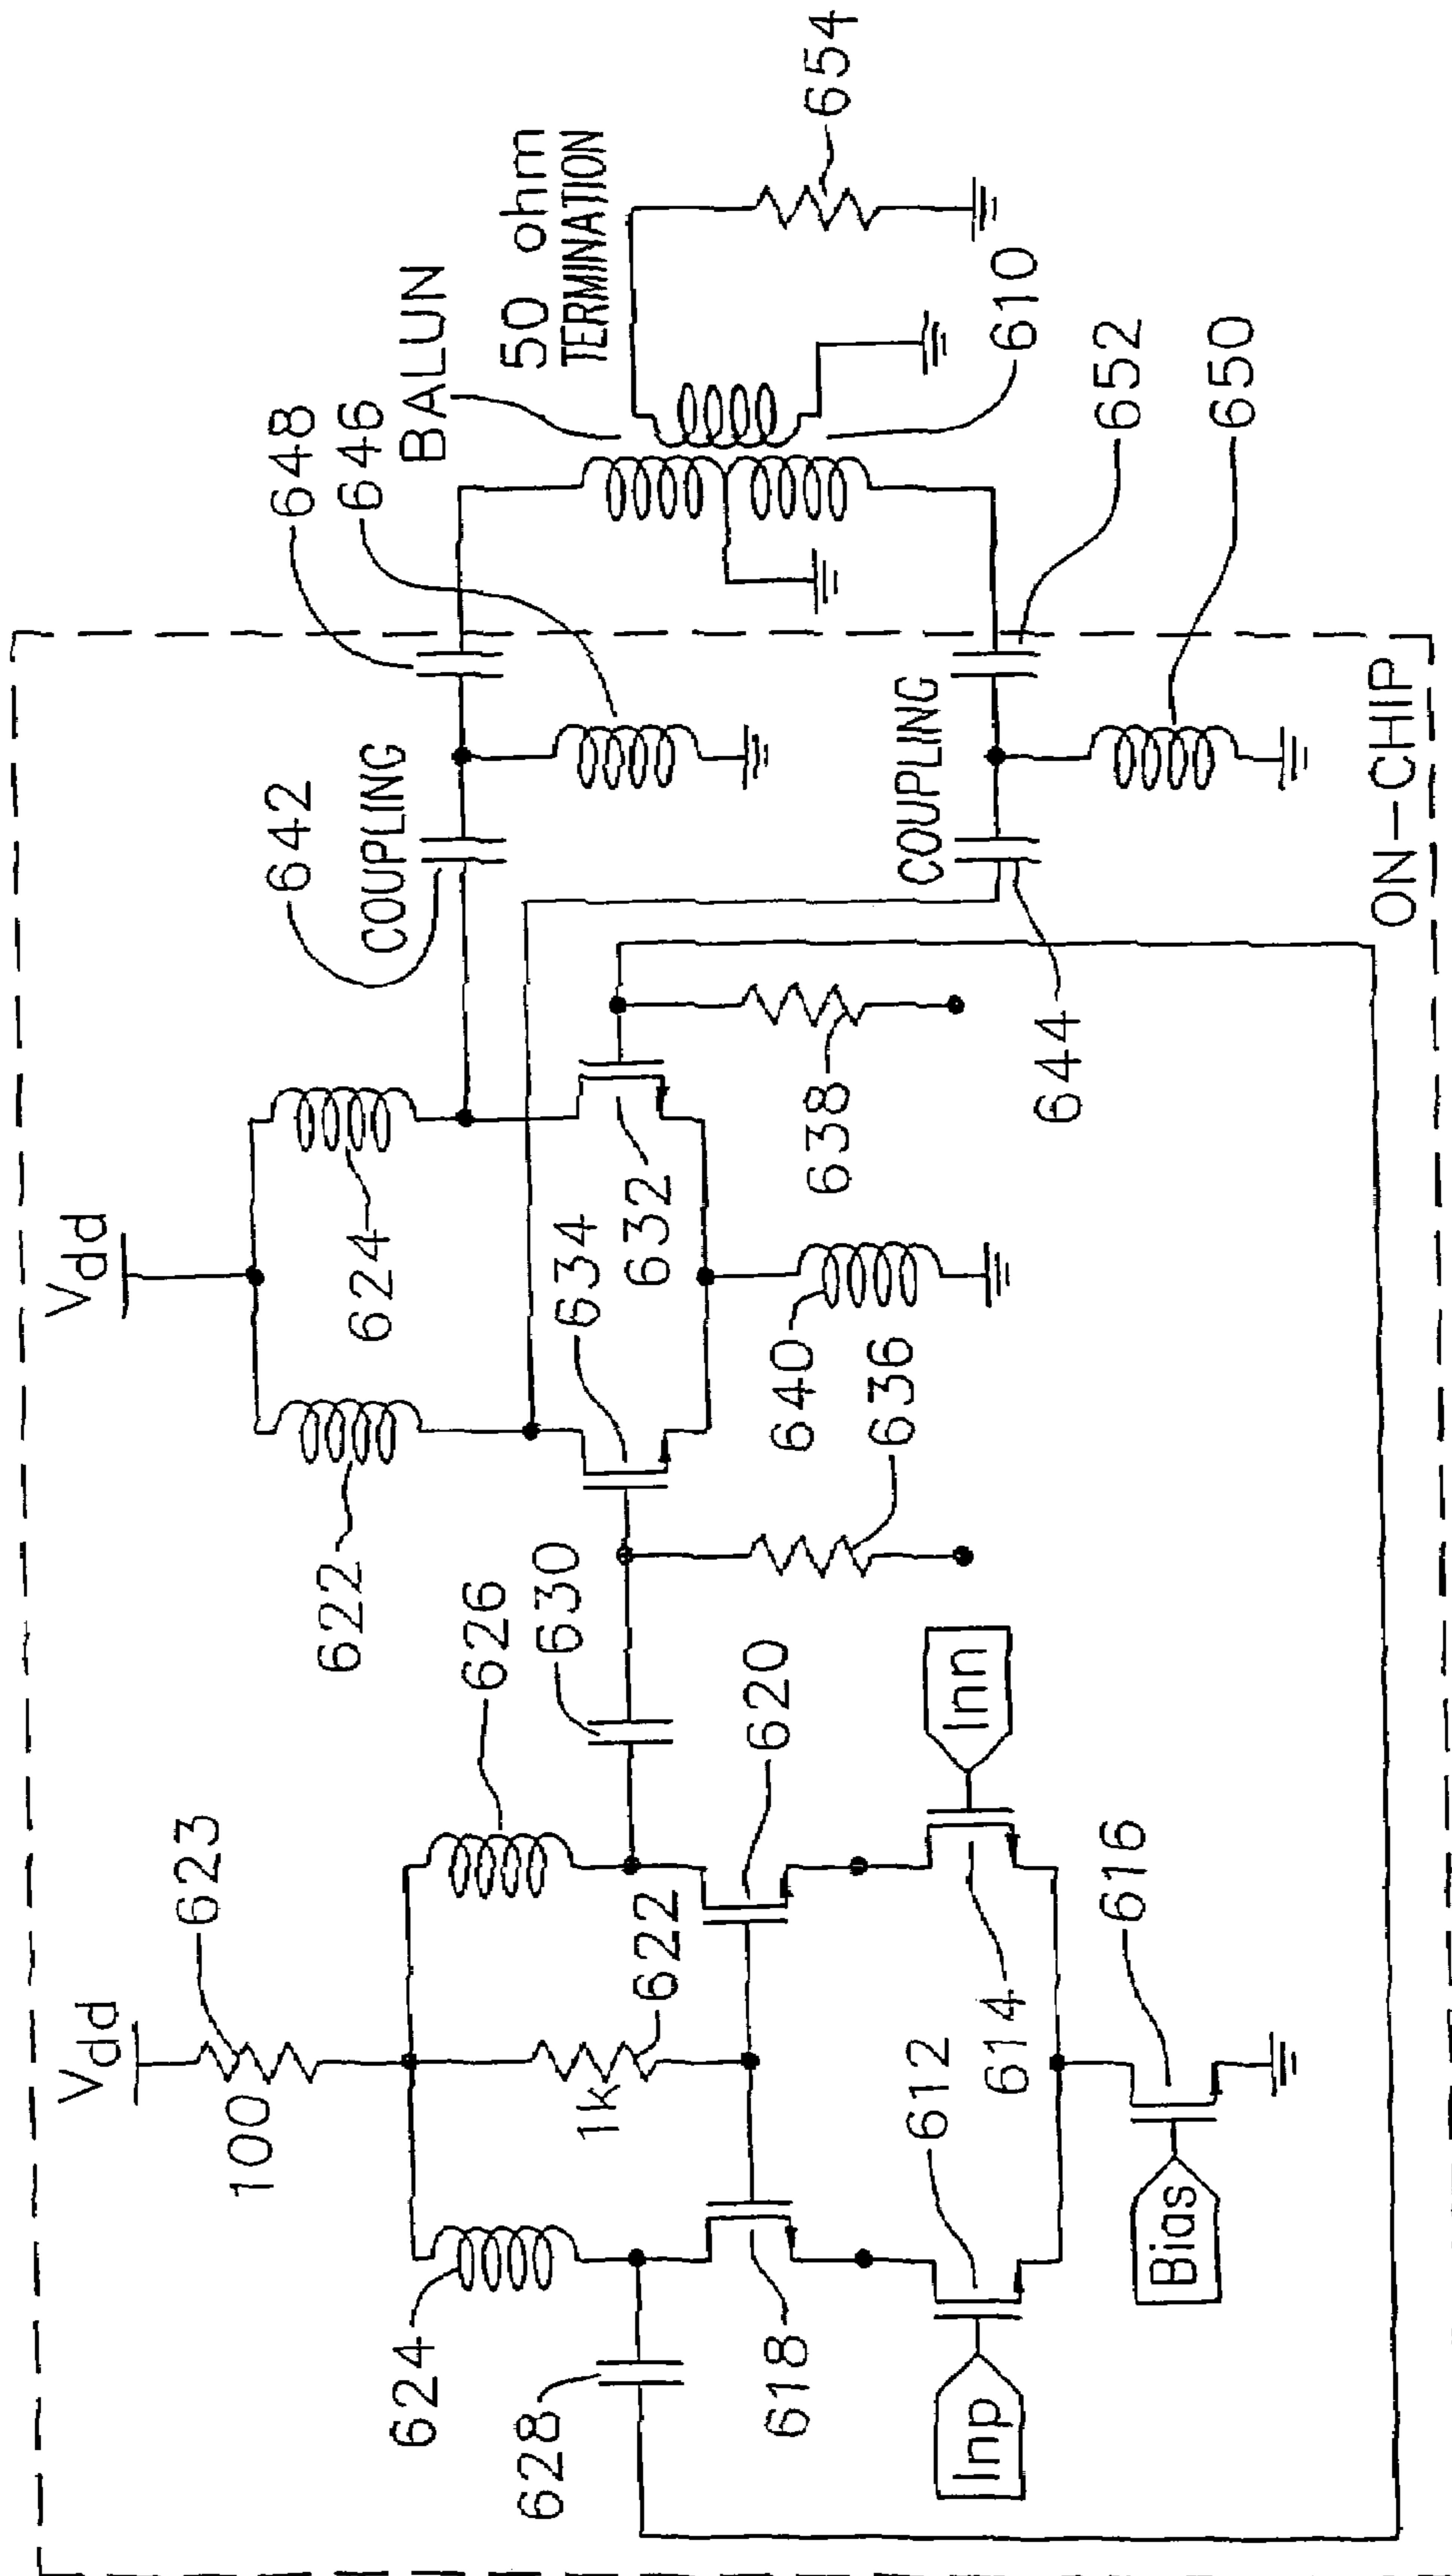 Vdd
623
100
624
626
622
1k
628
630
618
620
612
614
Inp
Inn
616
Bias
Vdd
622
624
634
632
640
636
638
642
COUPLING
648
646
BALUN
50 ohm
TERMINATION
654
610
652
650
COUPLING
644
ON-CHIP